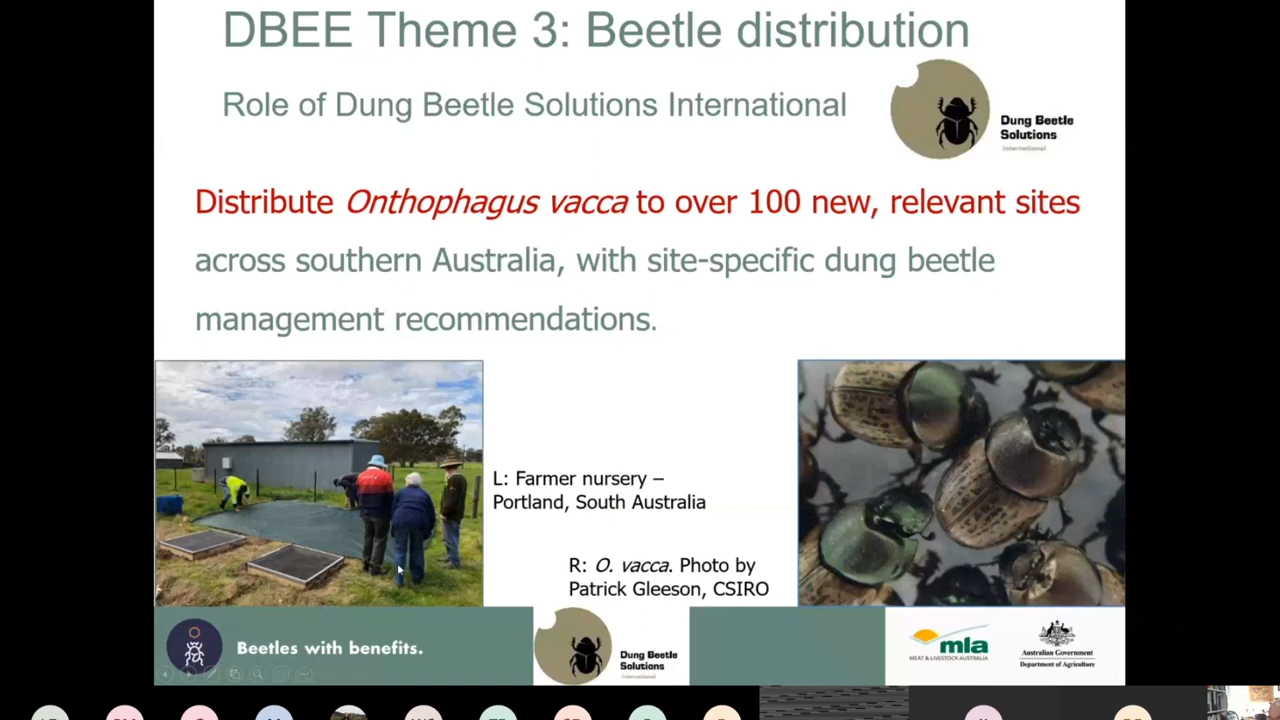 DBEE Theme 3: Beetle distribution
Role of Dung Beetle Solutions International
Dung Beetle
Solutions
International
Distribute Onthophagus vacca to over 100 new, relevant sites
across southern Australia, with site-specific dung beetle
management recommendations.
L: Farmer nursery –
Portland, South Australia
R: O. vacca. Photo by
Patrick Gleeson, CSIRO
Beetles with benefits.
Dung Beetle
Solutions
International
mla
MEAT & LIVESTOCK AUSTRALIA
Australian Government
Department of Agriculture